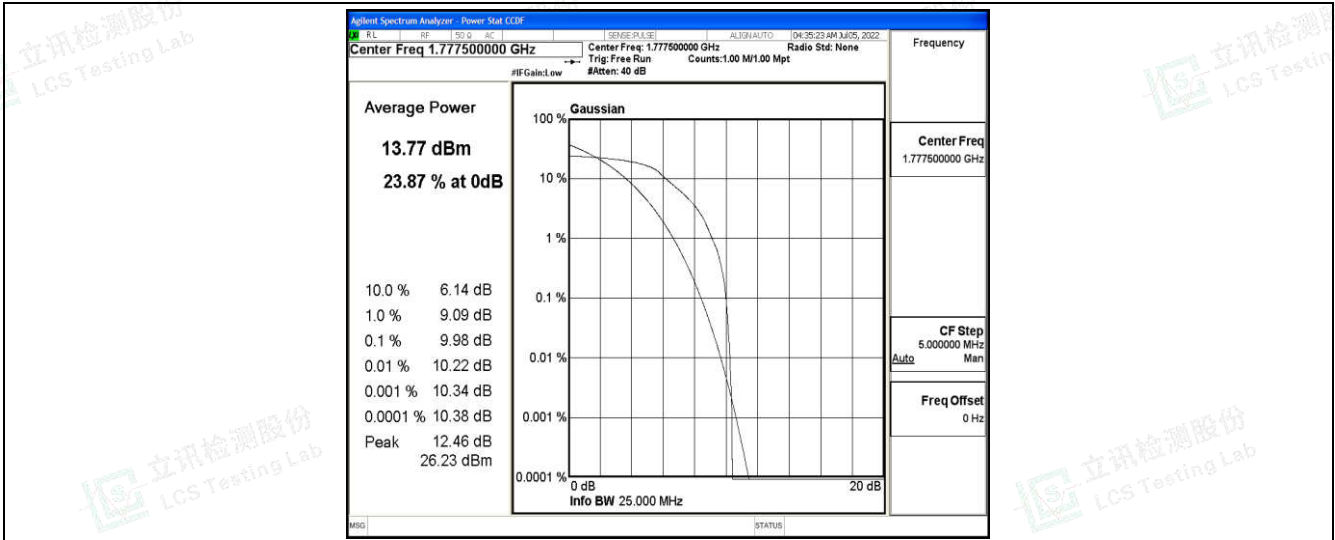 Agilent Spectrum Analyzer - Power Stat CCDF
RL RF 50 Ω AC SENSE:PULSE ALIGNAUTO 04:35:23 AM Jul05, 2022
Center Freq 1.777500000 GHz
Center Freq: 1.777500000 GHz Radio Std: None
Trig: Free Run Counts:1.00 M/1.00 Mpt
#IFGain:Low #Atten: 40 dB
Frequency
Average Power
13.77 dBm
23.87 % at 0dB
10.0 % 6.14 dB
1.0 % 9.09 dB
0.1 % 9.98 dB
0.01 % 10.22 dB
0.001 % 10.34 dB
0.0001 % 10.38 dB
Peak 12.46 dB
26.23 dBm
Gaussian
100 %
10 %
1 %
0.1 %
0.01 %
0.001 %
0.0001 %
0 dB 20 dB
Info BW 25.000 MHz
Center Freq
1.777500000 GHz
CF Step
5.000000 MHz
Auto Man
Freq Offset
0 Hz
MSG STATUS
立讯检测股份
LCS Testing Lab
立讯检测
LCS Testing
立讯检测股份
LCS Testing Lab
立讯检测股份
LCS Testing Lab